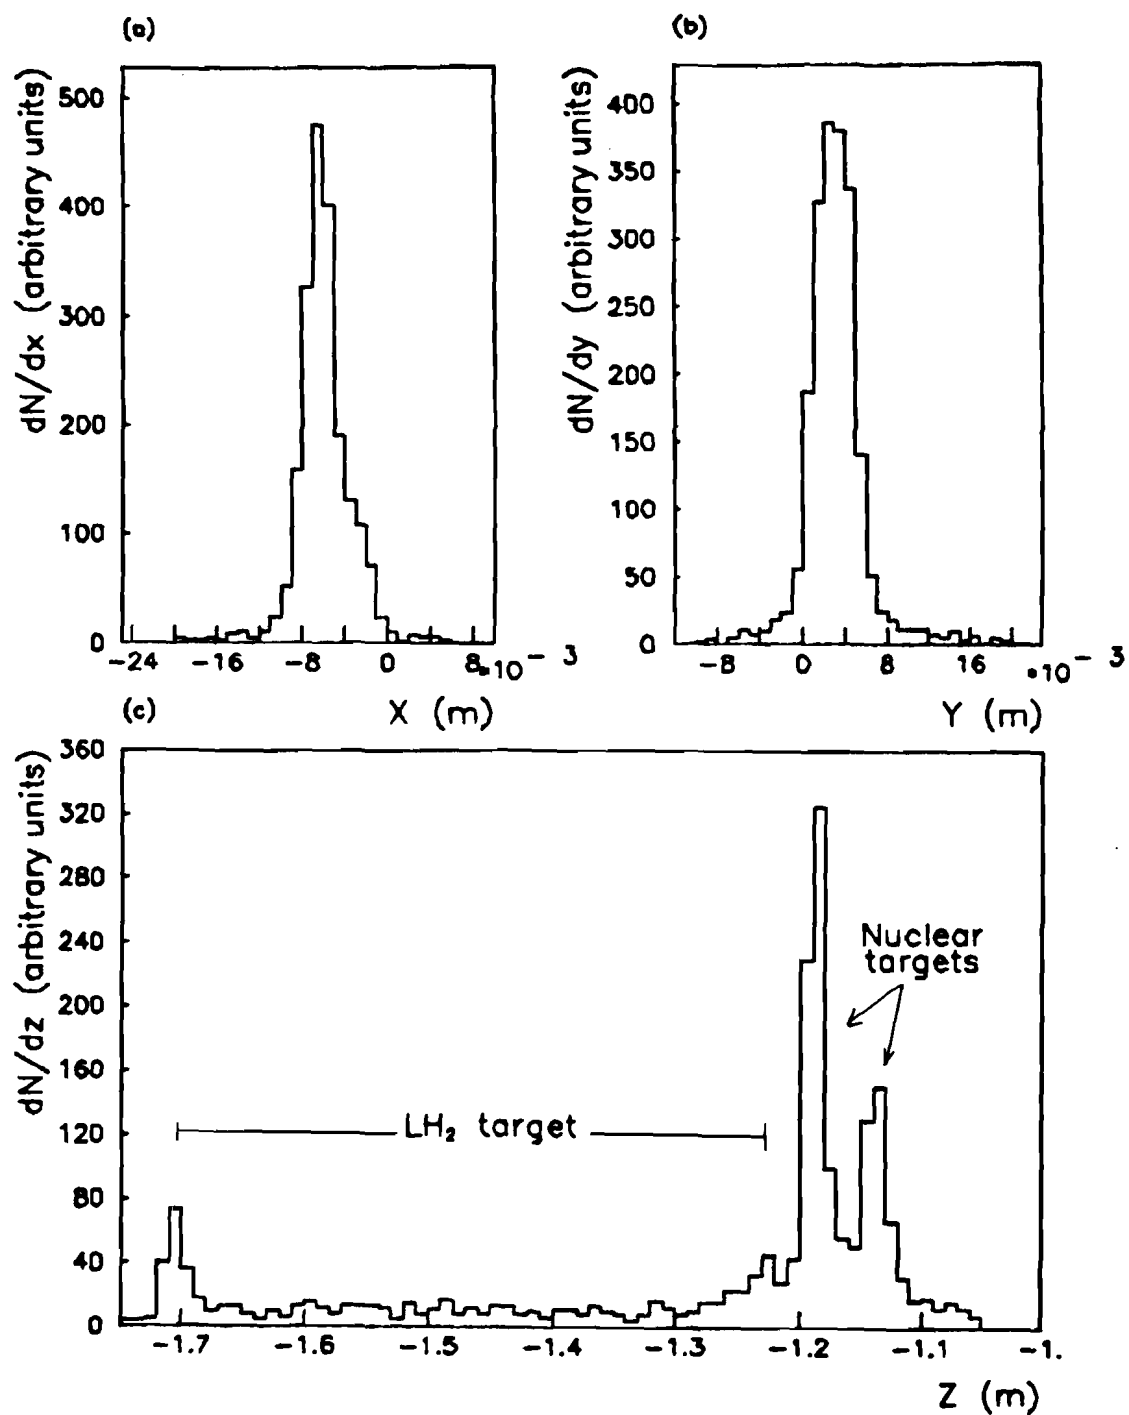 (a)
(b)
dN/dx (arbitrary units)
500
400
300
200
100
0
-24 -16 -8 0 8 •10 - 3
X (m)
dN/dy (arbitrary units)
400
350
300
250
200
150
100
50
0
-8 0 8 16 •10 - 3
Y (m)
(c)
dN/dz (arbitrary units)
360
320
280
240
200
160
120
80
40
0
Nuclear
targets
LH₂ target
-1.7 -1.6 -1.5 -1.4 -1.3 -1.2 -1.1 -1.
Z (m)